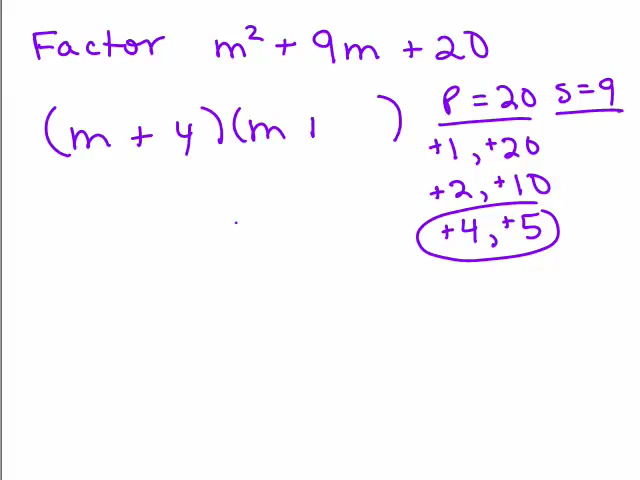 Factor m² + 9m + 20
(m + 4)(m |    )
P = 20 S = 9
+1, +20
+2, +10
+4, +5